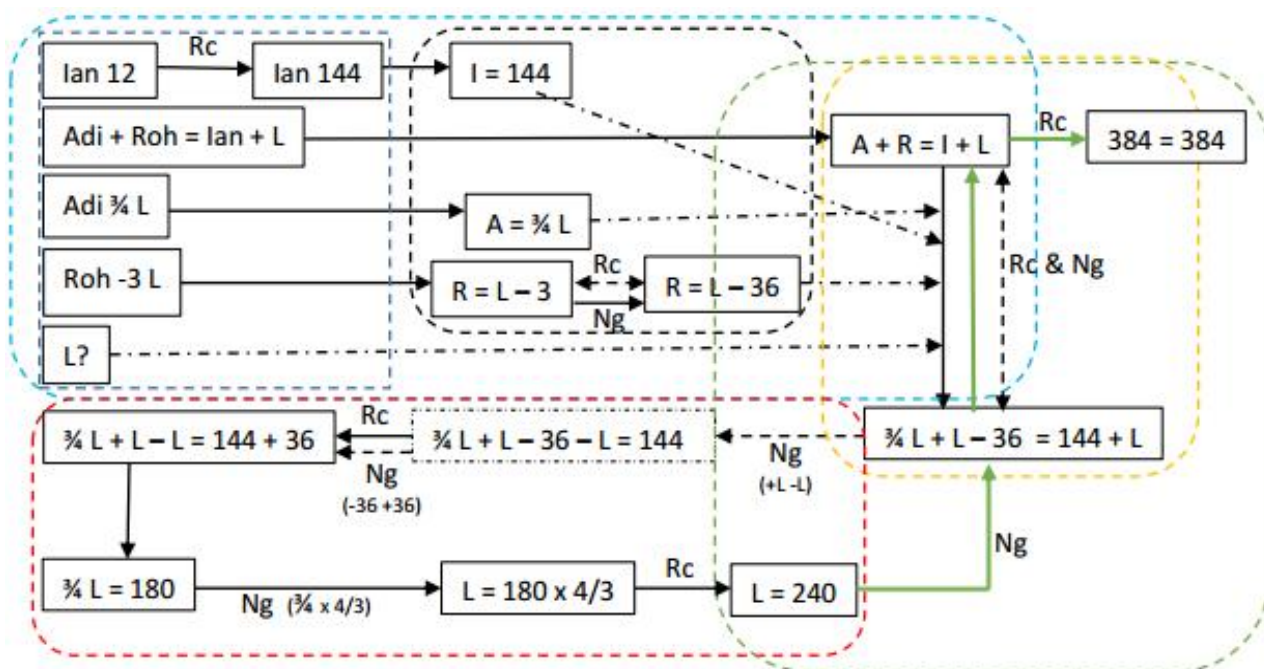 Rc
Ian 12
Ian 144
I = 144
Adi + Roh = Ian + L
A + R = I + L
Rc
384 = 384
Adi ¾ L
A = ¾ L
Roh -3 L
R = L – 3
Rc
Ng
R = L – 36
Rc & Ng
L?
¾ L + L – L = 144 + 36
Rc
Ng
(-36 +36)
¾ L + L – 36 – L = 144
Ng
(+L -L)
¾ L + L – 36 = 144 + L
Ng
¾ L = 180
Ng (¾ x 4/3)
L = 180 x 4/3
Rc
L = 240